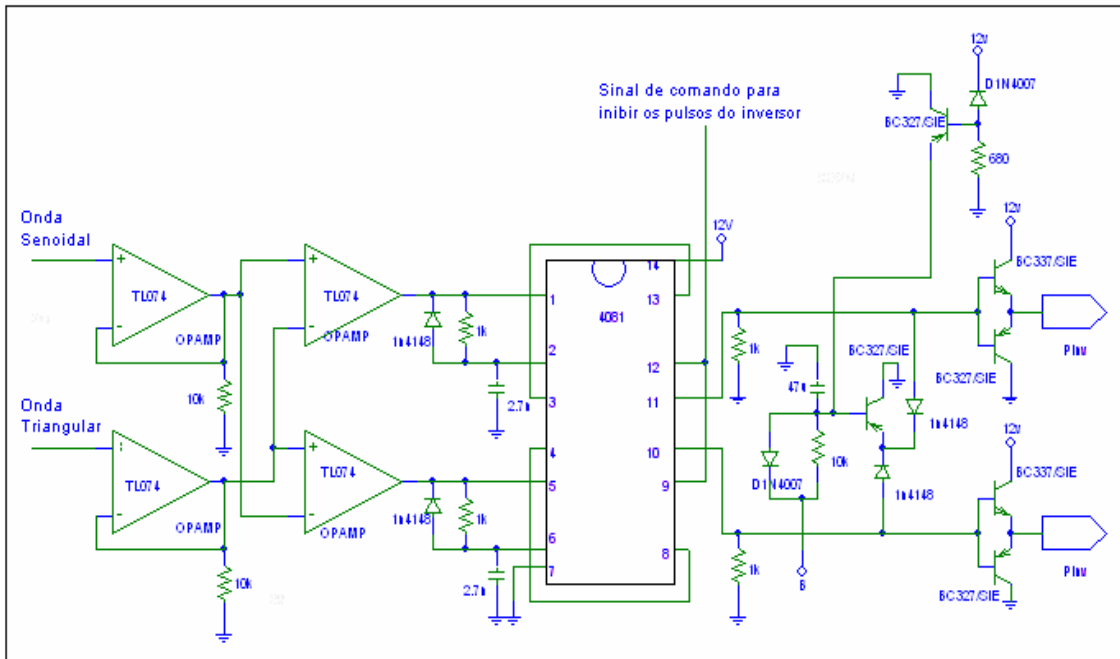 12V
D1N4007
Sinal de comando para
inibir os pulsos do inversor
BC327/SIE
680
Onda
Senoidal
12V
12V
BC337/SIE
+
TL074
-
OPAMP
+
TL074
-
OPAMP
1n4148
1k
14
1
13
4081
2
12
3
11
2.7n
10k
1k
47n
BC327/SIE
BC327/SIE
PInv
1n4148
Onda
Triangular
TL074
-
OPAMP
+
TL074
-
OPAMP
1n4148
1k
4
10
5
9
6
8
7
2.7n
10k
D1N4007
10k
1n4148
12V
BC337/SIE
1k
B
BC327/SIE
PInv